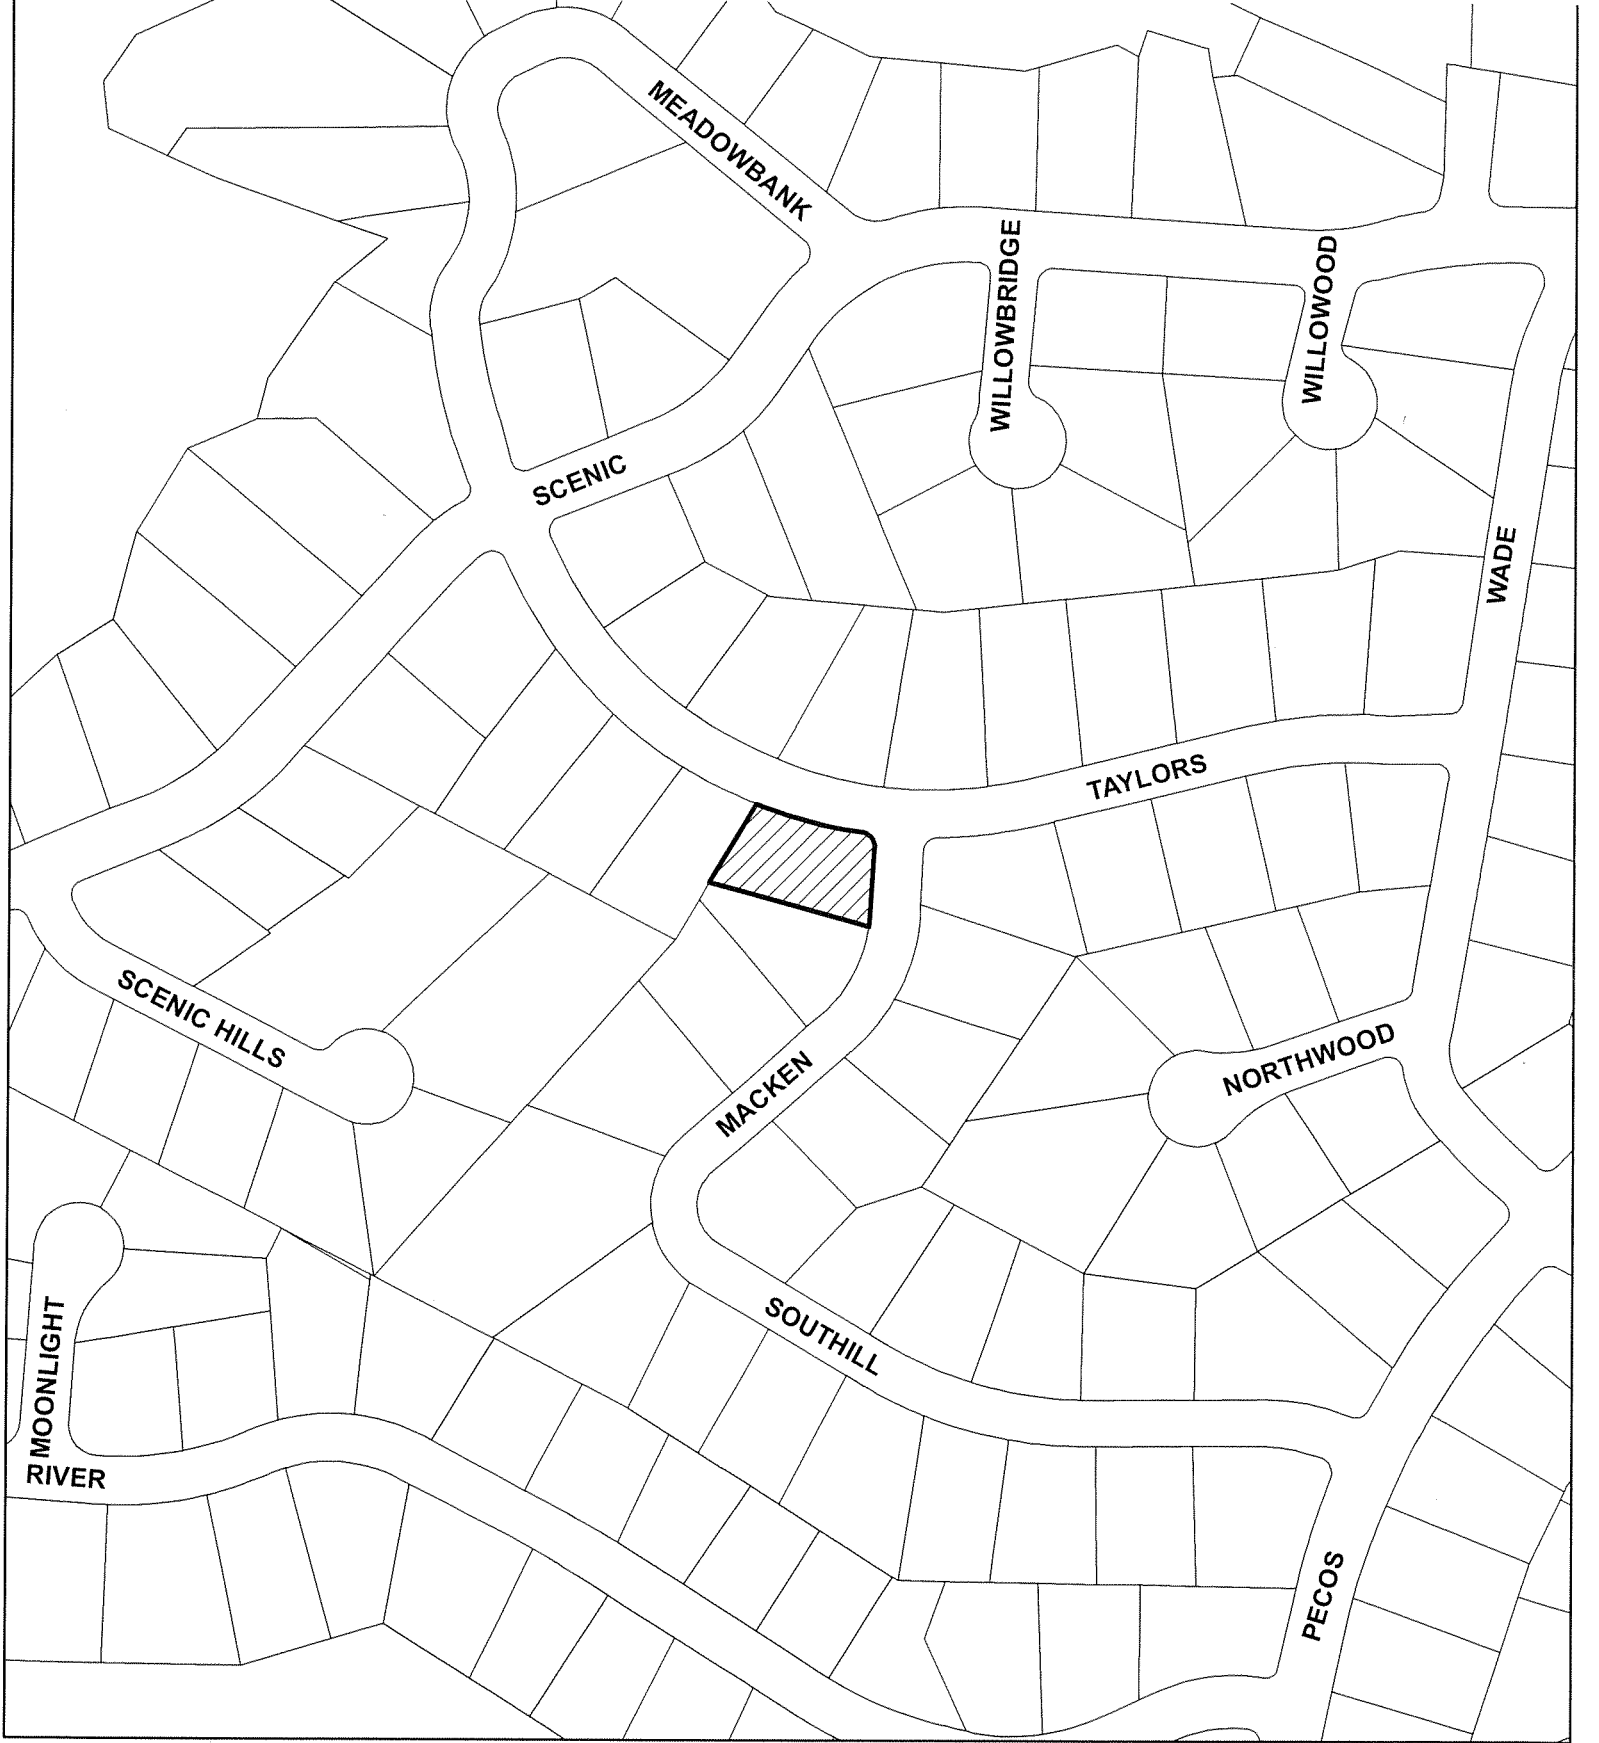 MEADOWBANK
WILLOWBRIDGE
WILLOWOOD
SCENIC
WADE
TAYLORS
SCENIC HILLS
MACKEN
NORTHWOOD
SOUTHILL
MOONLIGHT
RIVER
PECOS